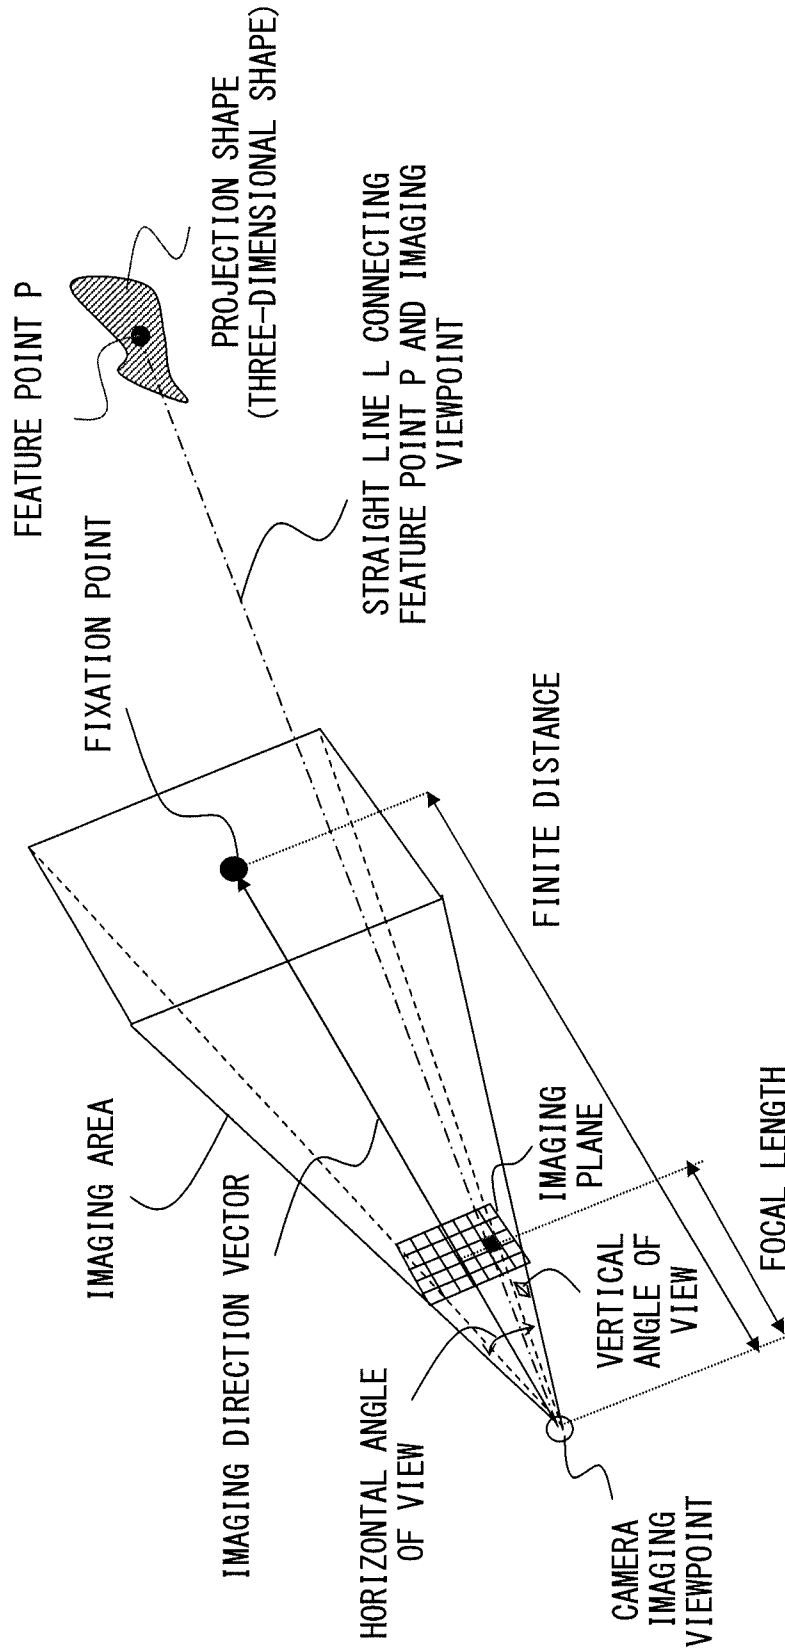 FEATURE POINT P
PROJECTION SHAPE
(THREE-DIMENSIONAL SHAPE)
FIXATION POINT
STRAIGHT LINE L CONNECTING
FEATURE POINT P AND IMAGING
VIEWPOINT
IMAGING AREA
FINITE DISTANCE
IMAGING DIRECTION VECTOR
IMAGING
PLANE
HORIZONTAL ANGLE
OF VIEW
VERTICAL
ANGLE OF
VIEW
FOCAL LENGTH
CAMERA
IMAGING
VIEWPOINT